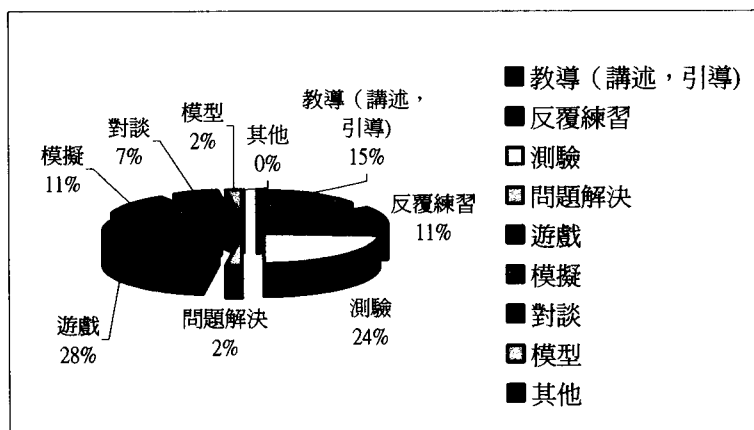 教導（講述，
引導)
15%
反覆練習
11%
測驗
24%
問題解決
2%
遊戲
28%
模擬
11%
對談
7%
模型
2%
其他
0%
教導（講述，引導)
反覆練習
測驗
問題解決
遊戲
模擬
對談
模型
其他